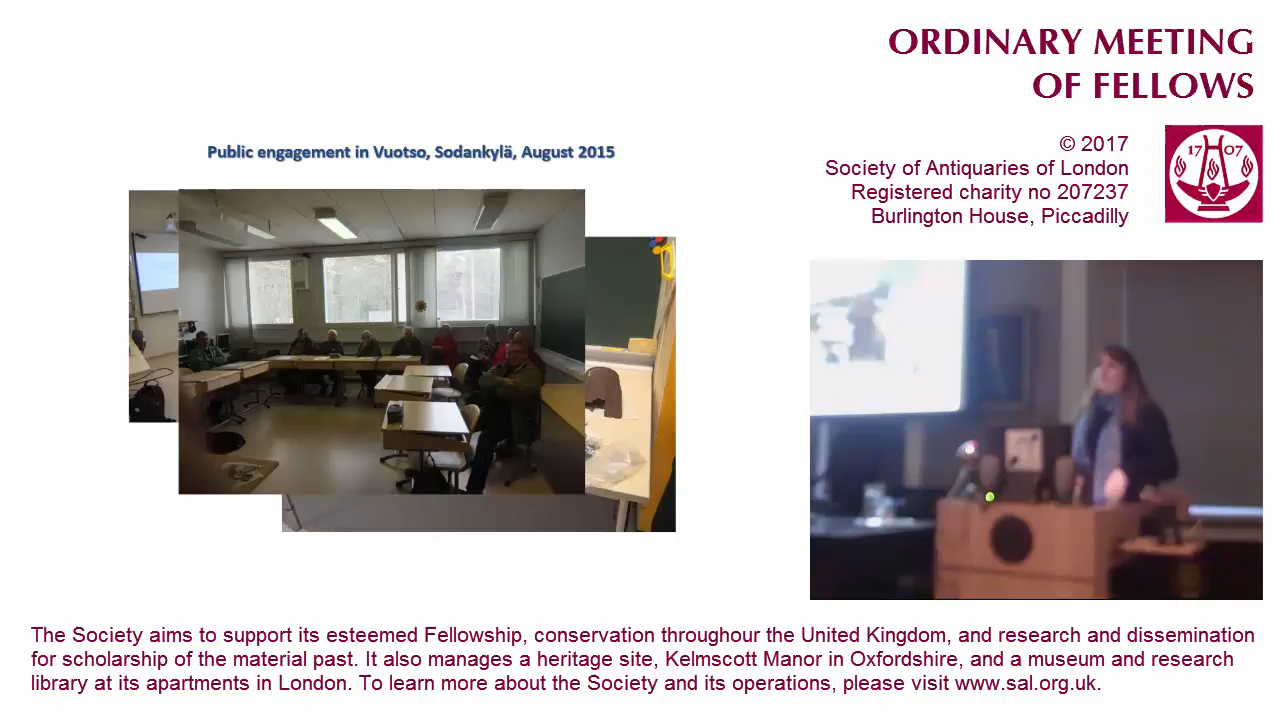 ORDINARY MEETING
OF FELLOWS
© 2017
Society of Antiquaries of London
Registered charity no 207237
Burlington House, Piccadilly
1707
Public engagement in Vuotso, Sodankylä, August 2015
The Society aims to support its esteemed Fellowship, conservation throughour the United Kingdom, and research and dissemination
for scholarship of the material past. It also manages a heritage site, Kelmscott Manor in Oxfordshire, and a museum and research
library at its apartments in London. To learn more about the Society and its operations, please visit www.sal.org.uk.